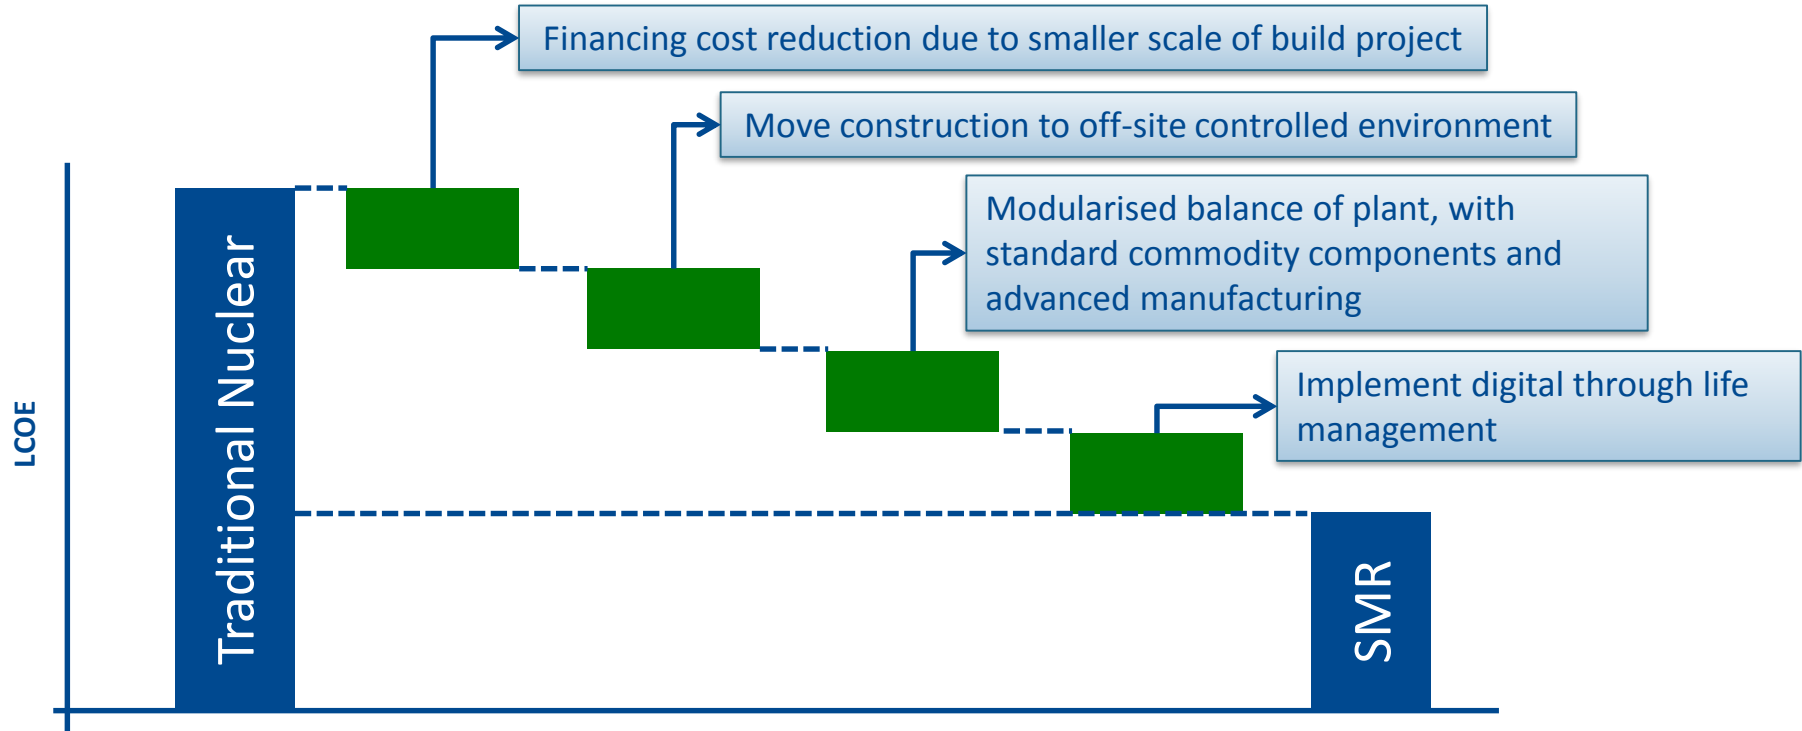 Financing cost reduction due to smaller scale of build project
Move construction to off-site controlled environment
Modularised balance of plant, with
standard commodity components and
advanced manufacturing
Implement digital through life
management
LCOE
Traditional Nuclear
SMR